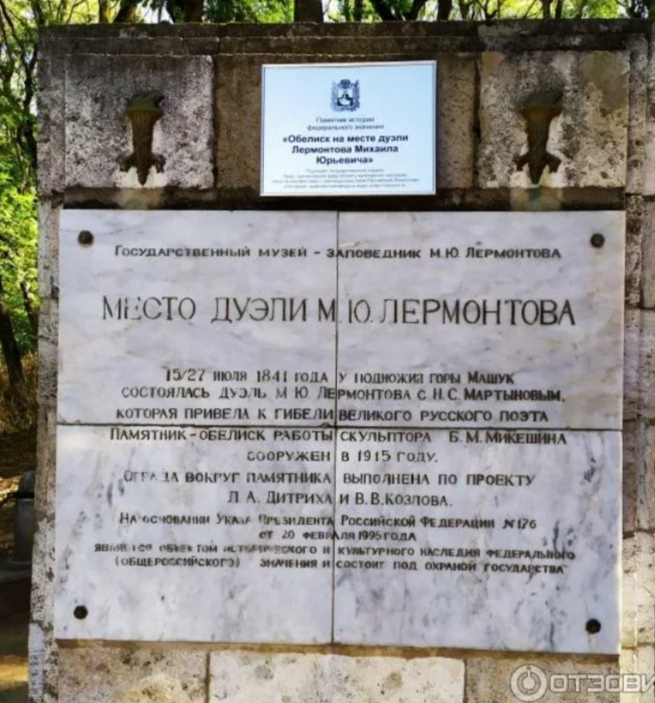 Памятник истории
федерального значения
«Обелиск на месте дуэли
Лермонтова Михаила
Юрьевича»
Подлежит государственной охране
Государственный музей - заповедник М.Ю. Лермонтова
Место дуэли М.Ю. Лермонтова
15/27 июля 1841 года у подножия горы Машук
состоялась дуэль М.Ю. Лермонтова с Н.С. Мартыновым,
которая привела к гибели великого русского поэта
Памятник-обелиск работы скульптора Б.М. Микешина
сооружен в 1915 году.
Ограда вокруг памятника выполнена по проекту
Л.А. Дитриха и В.В. Козлова.
На основании Указа Президента Российской Федерации №176
от 20 февраля 1995 года
является объектом исторического и культурного наследия федерального
(общероссийского) значения и состоит под охраной государства
ОТЗОВИ